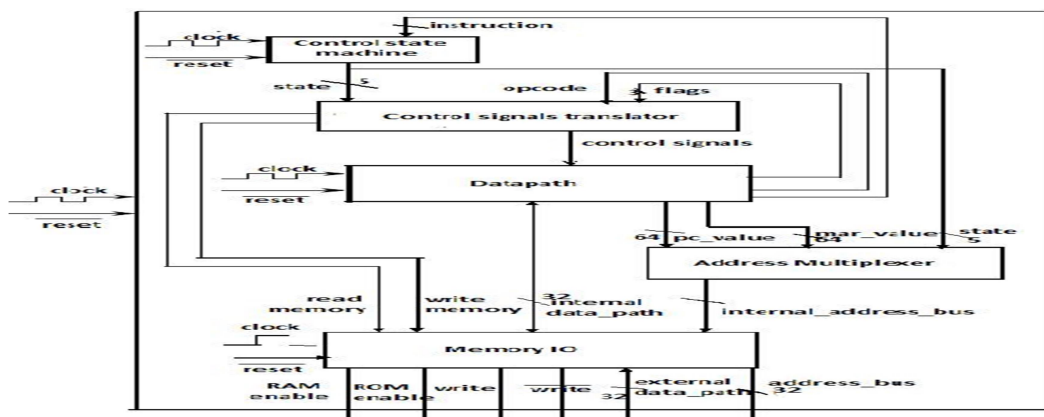 instruction
clock
Control state
machine
reset
state
5
opcode
3
flags
Control signals translator
control signals
clock
Datapath
reset
clock
reset
64
pc_value
mar_value
64
state
5
Address Multiplexer
read
memory
write
memory
32
internal
data_path
internal_address_bus
clock
reset
Memory IO
RAM
enable
ROM
enable
write
write
32
external
data_path
address_bus
32